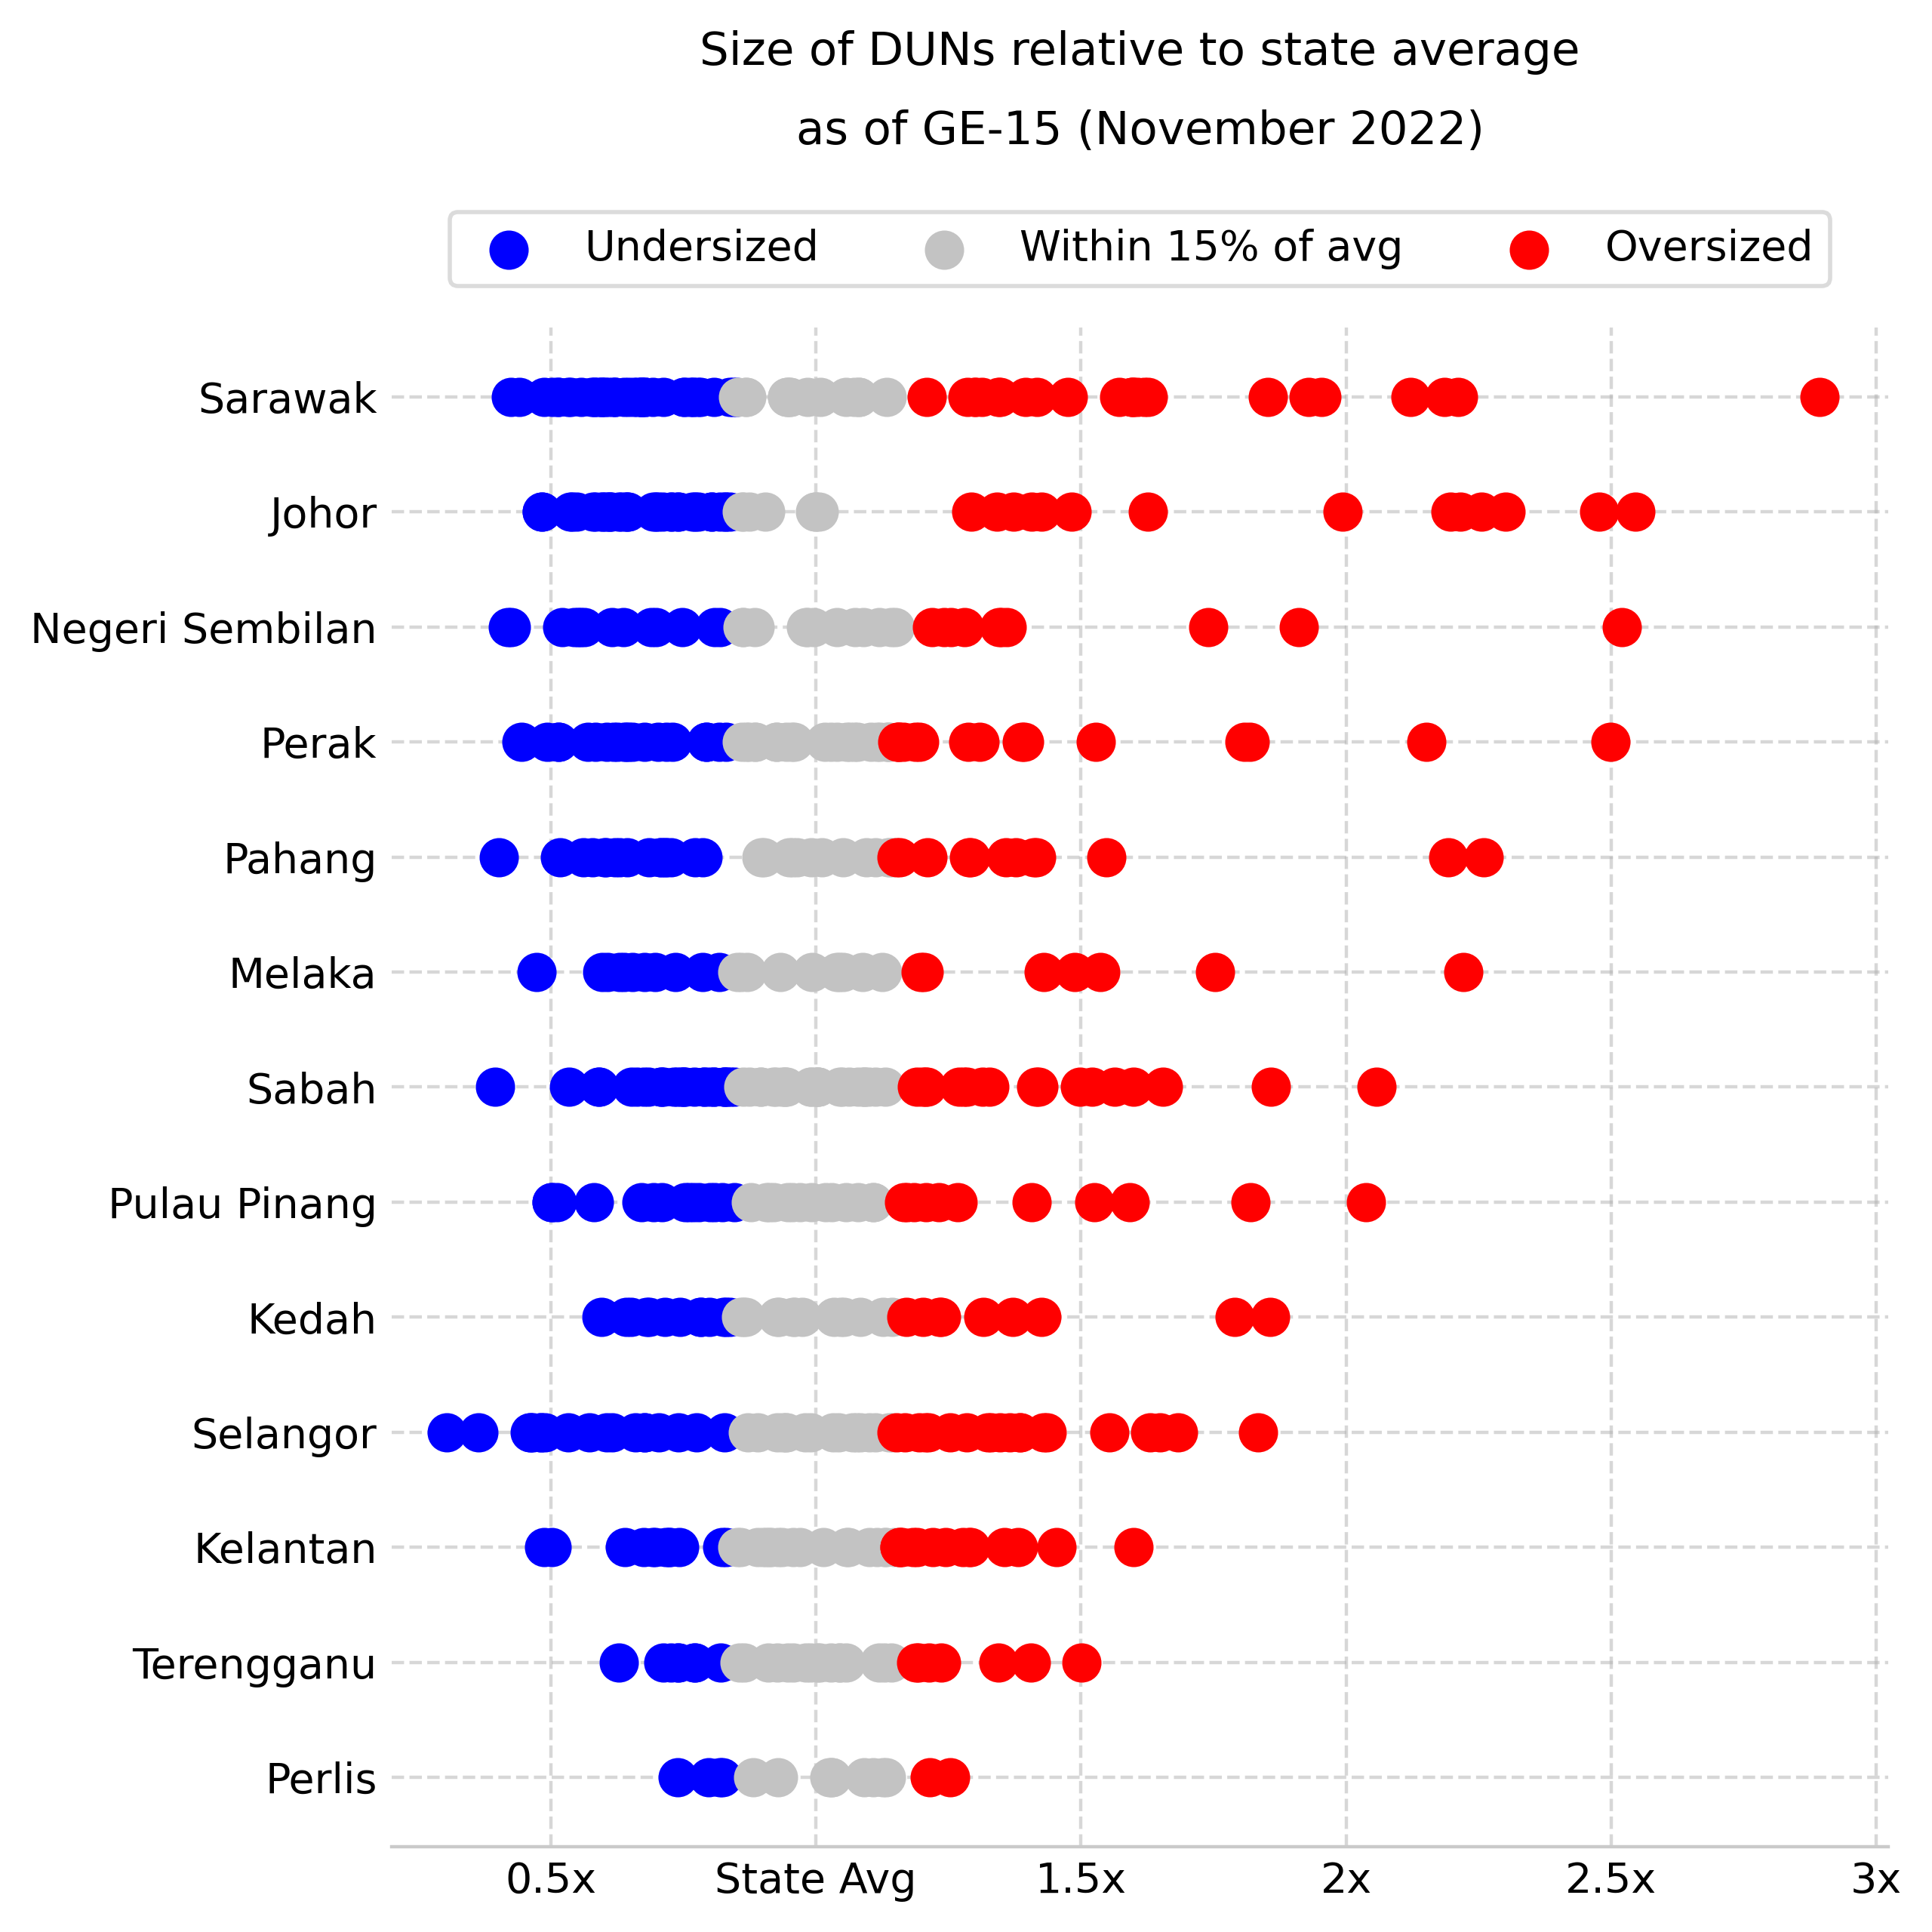 Size of DUNs relative to state average
as of GE-15 (November 2022)
Undersized Within 15% of avg Oversized
Sarawak
Johor
Negeri Sembilan
Perak
Pahang
Melaka
Sabah
Pulau Pinang
Kedah
Selangor
Kelantan
Terengganu
Perlis
0.5x State Avg 1.5x 2x 2.5x 3x